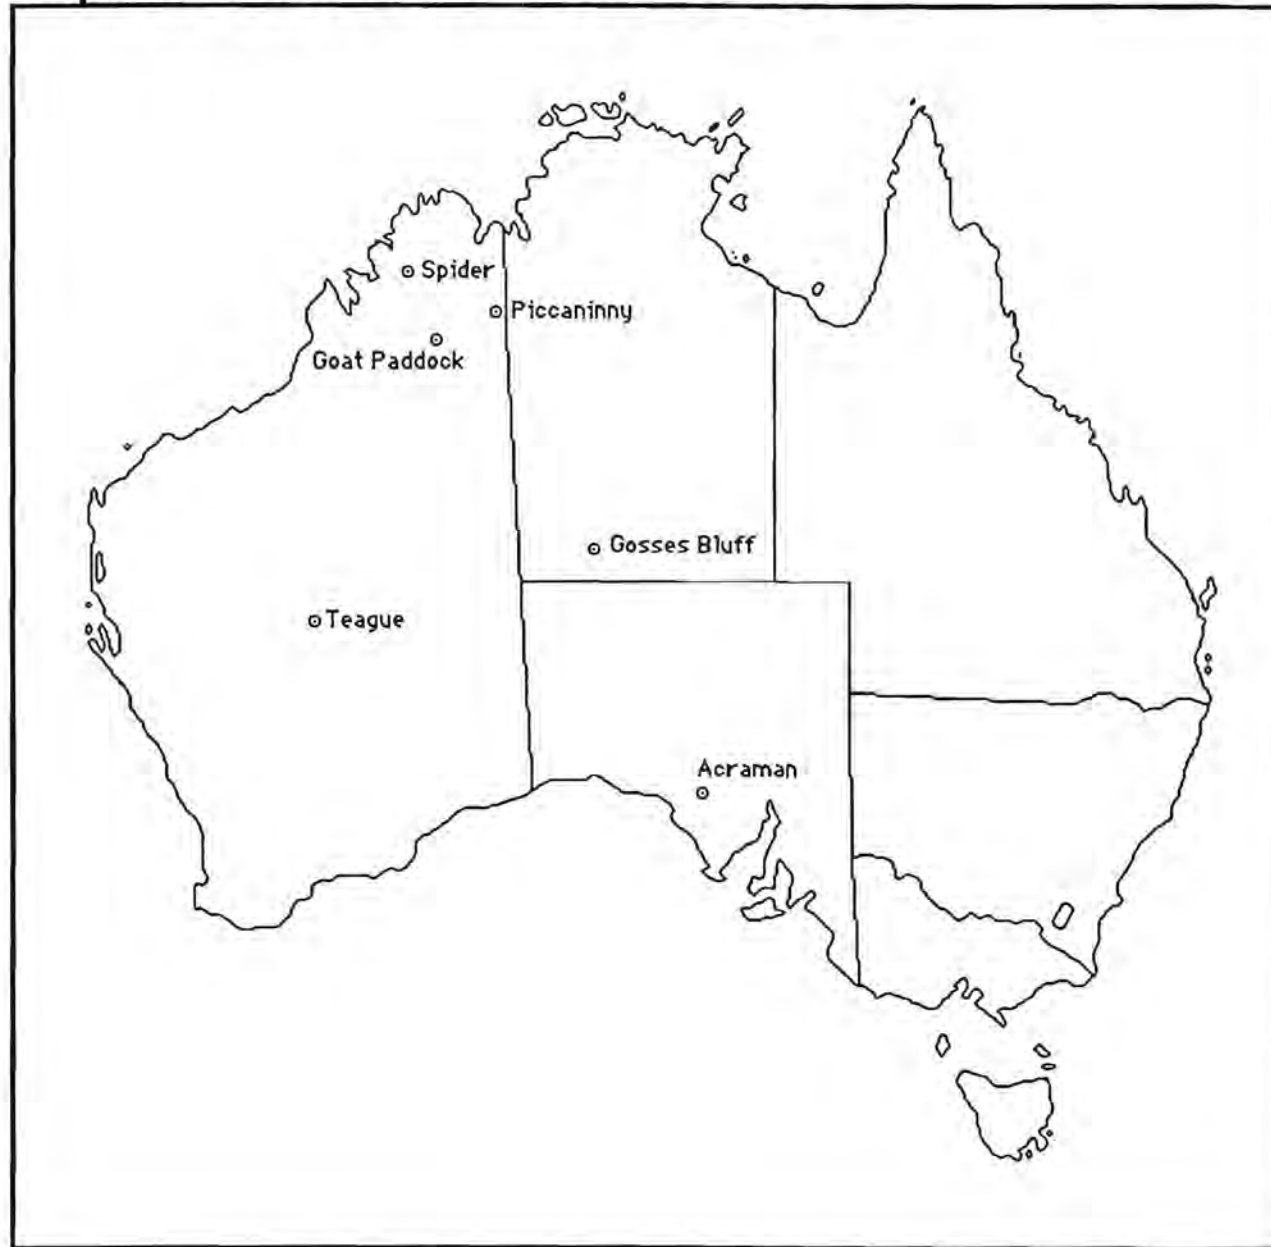 Spider
Piccaninny
Goat Paddock
Gosses Bluff
Teague
Acraman